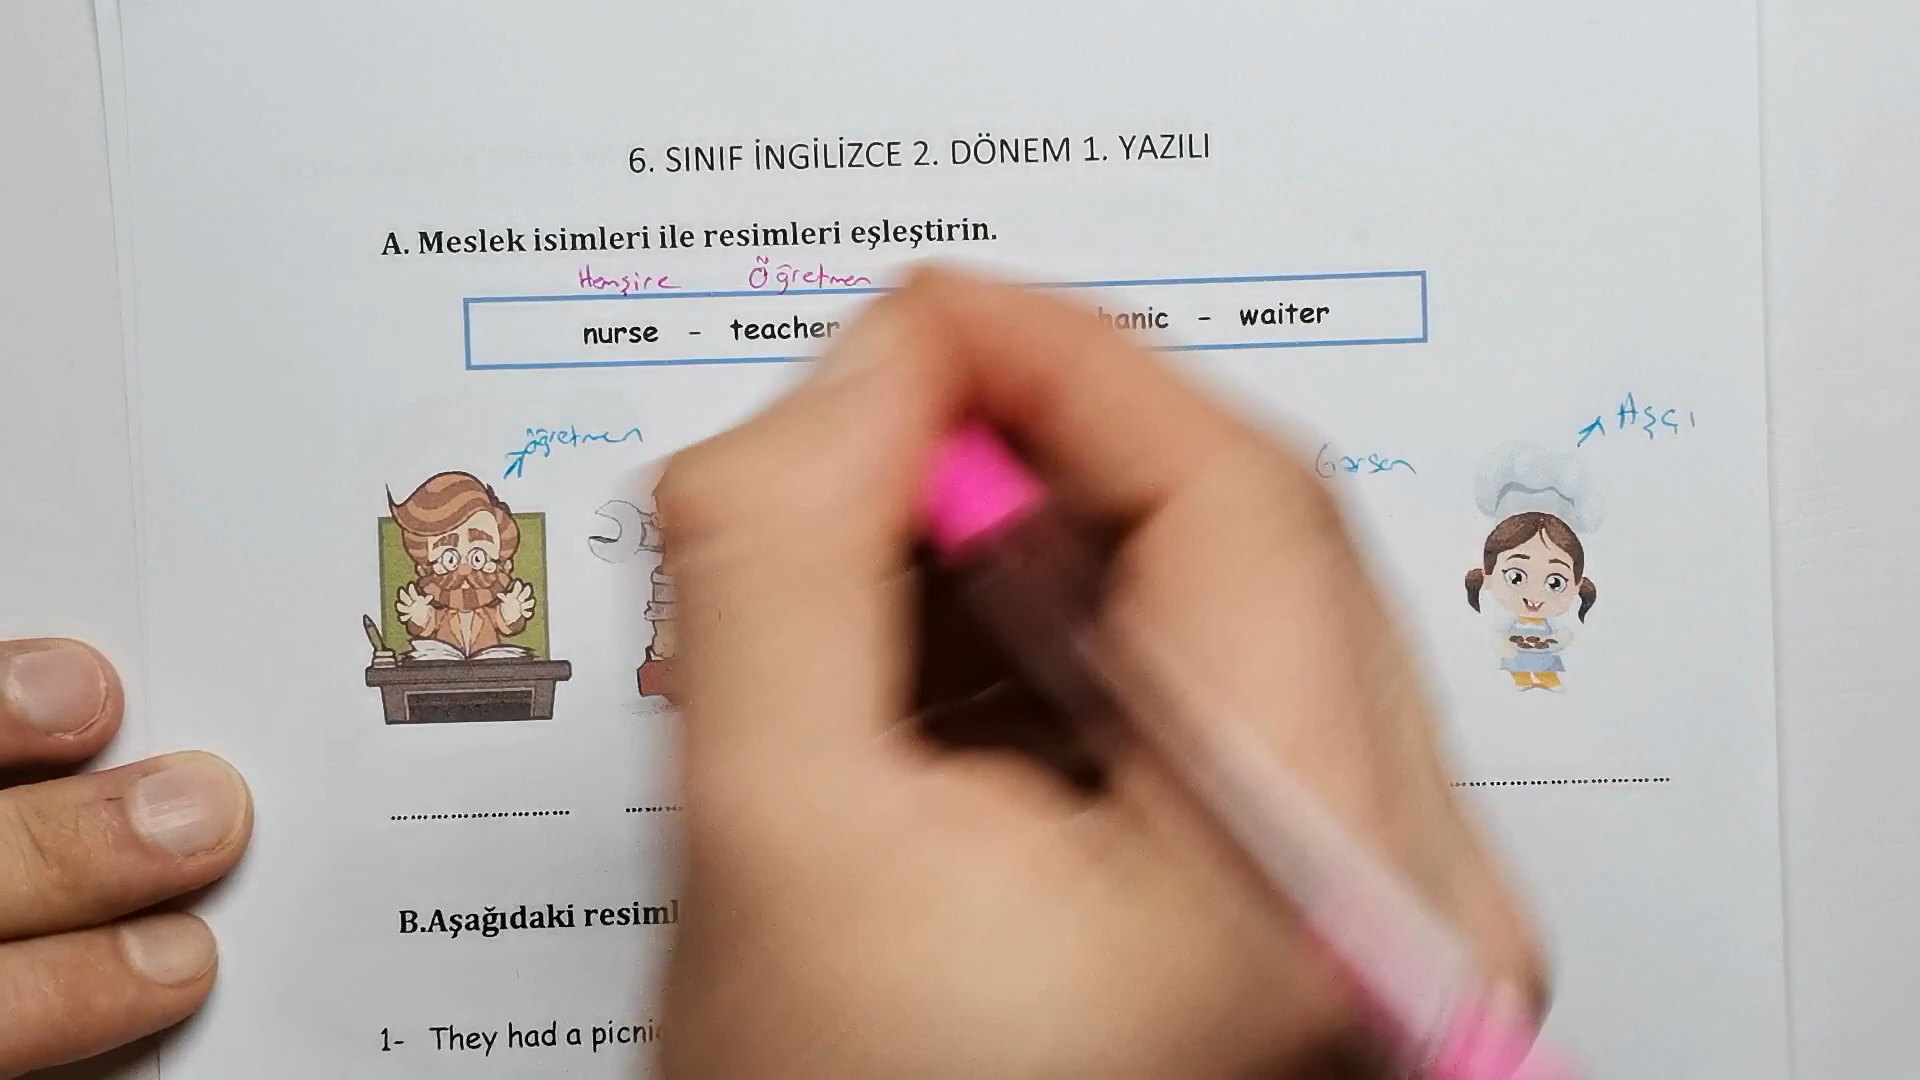 6. SINIF İNGİLİZCE 2. DÖNEM 1. YAZILI
A. Meslek isimleri ile resimleri eşleştirin.
Hemşire Öğretmen
nurse - teacher hanic - waiter
öğretmen Garson Aşçı
B.Aşağıdaki resiml
1- They had a picni